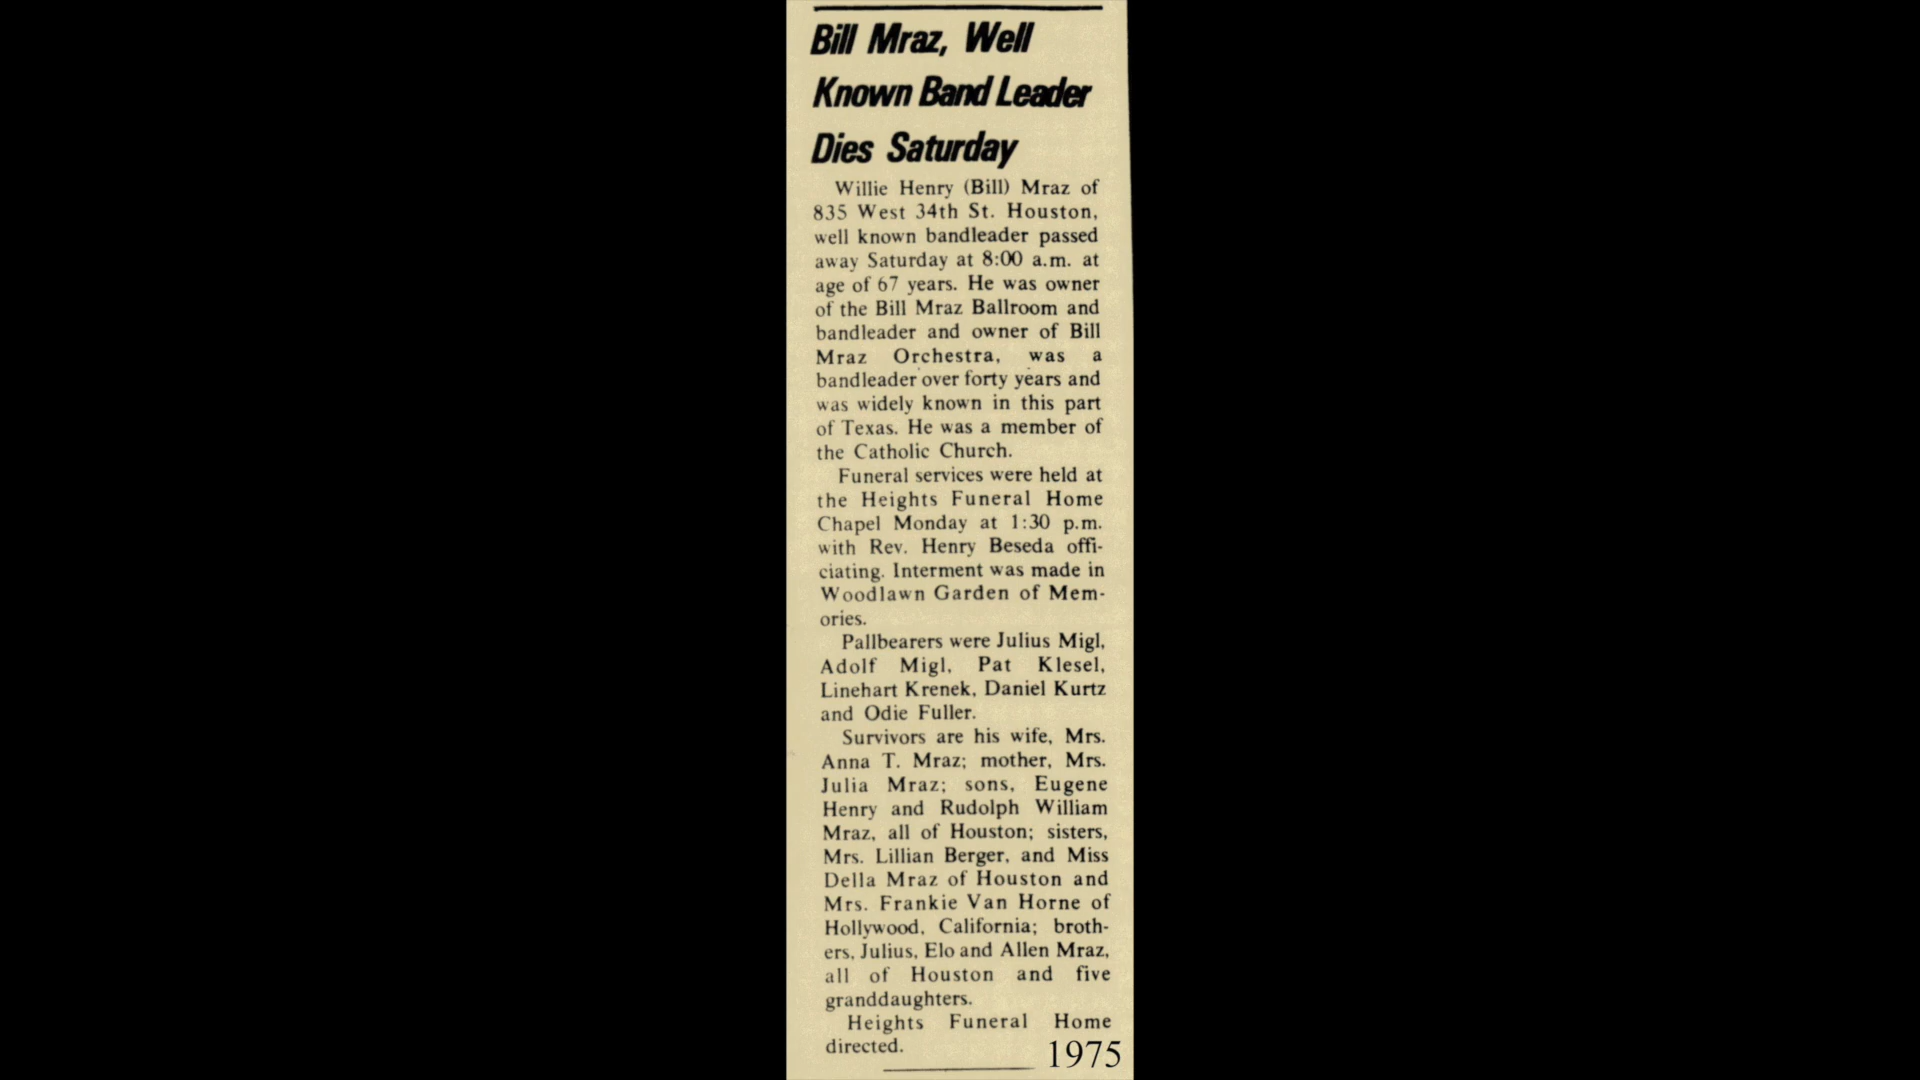 Bill Mraz, Well
Known Band Leader
Dies Saturday
Willie Henry (Bill) Mraz of
835 West 34th St. Houston,
well known bandleader passed
away Saturday at 8:00 a.m. at
age of 67 years. He was owner
of the Bill Mraz Ballroom and
bandleader and owner of Bill
Mraz Orchestra, was a
bandleader over forty years and
was widely known in this part
of Texas. He was a member of
the Catholic Church.
Funeral services were held at
the Heights Funeral Home
Chapel Monday at 1:30 p.m.
with Rev. Henry Beseda offi-
ciating. Interment was made in
Woodlawn Garden of Mem-
ories.
Pallbearers were Julius Migl,
Adolf Migl, Pat Klesel,
Linehart Krenek, Daniel Kurtz
and Odie Fuller.
Survivors are his wife, Mrs.
Anna T. Mraz; mother, Mrs.
Julia Mraz; sons, Eugene
Henry and Rudolph William
Mraz, all of Houston; sisters,
Mrs. Lillian Berger, and Miss
Della Mraz of Houston and
Mrs. Frankie Van Horne of
Hollywood, California; broth-
ers, Julius, Elo and Allen Mraz,
all of Houston and five
granddaughters.
Heights Funeral Home
directed.
1975